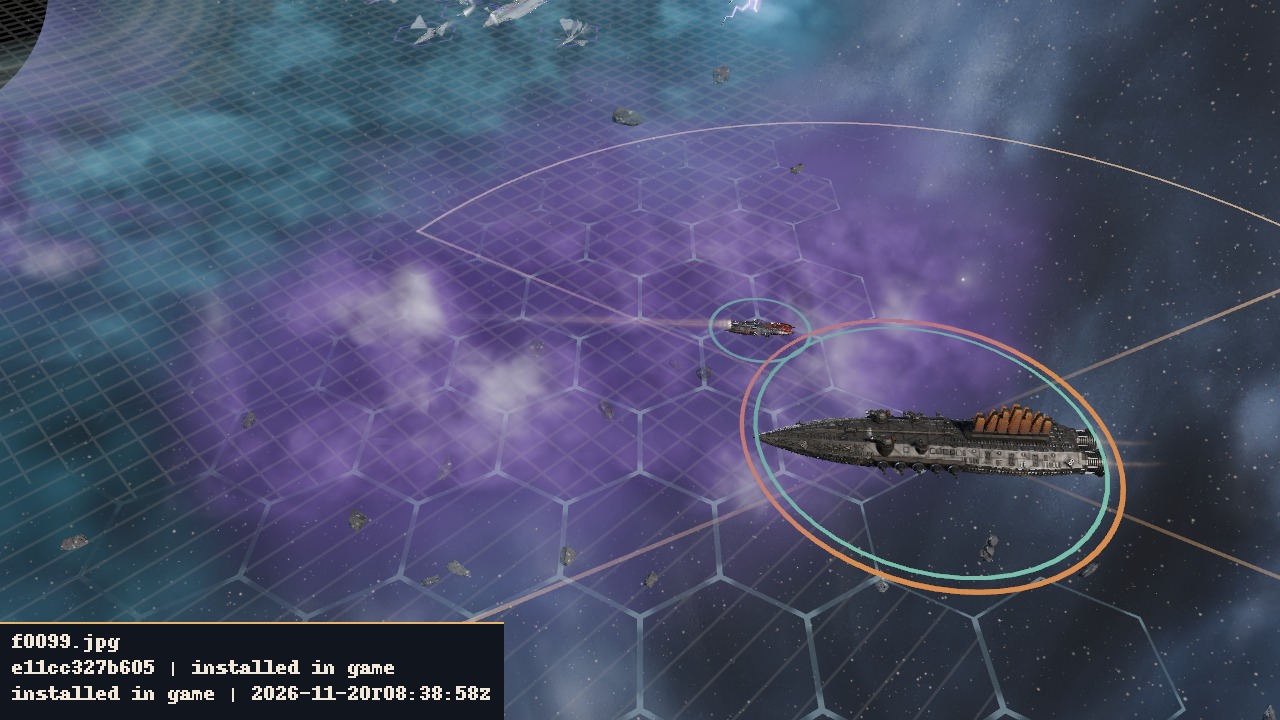 f0099.jpg
e11cc327b605 | installed in game
installed in game | 2026-11-20T08:38:58Z